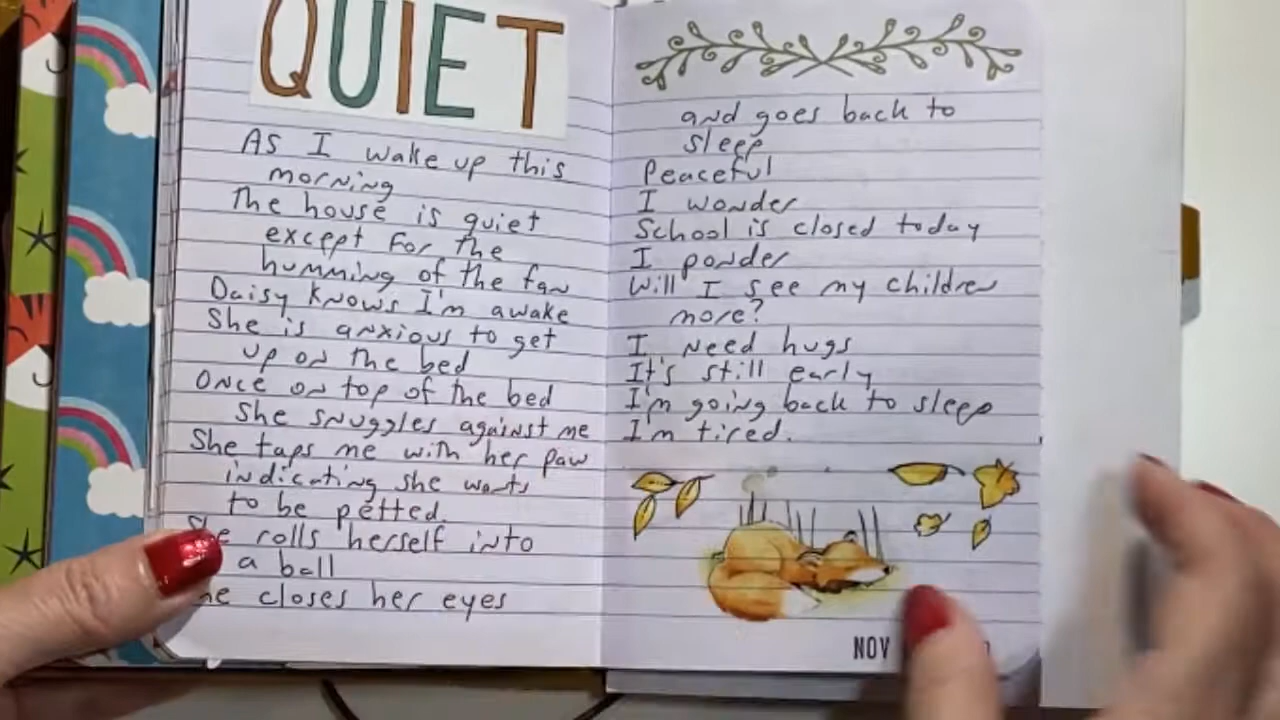 QUIET
As I wake up this
morning
The house is quiet
except for the
humming of the fan
Daisy knows I'm awake
She is anxious to get
up on the bed
Once on top of the bed
She snuggles against me
She taps me with her paw
indicating she wants
to be petted.
She rolls herself into
a ball
She closes her eyes
and goes back to
sleep
Peaceful
I wonder
School is closed today
I ponder
Will I see my children
more?
I need hugs
It's still early
I'm going back to sleep
I'm tired.
NOV